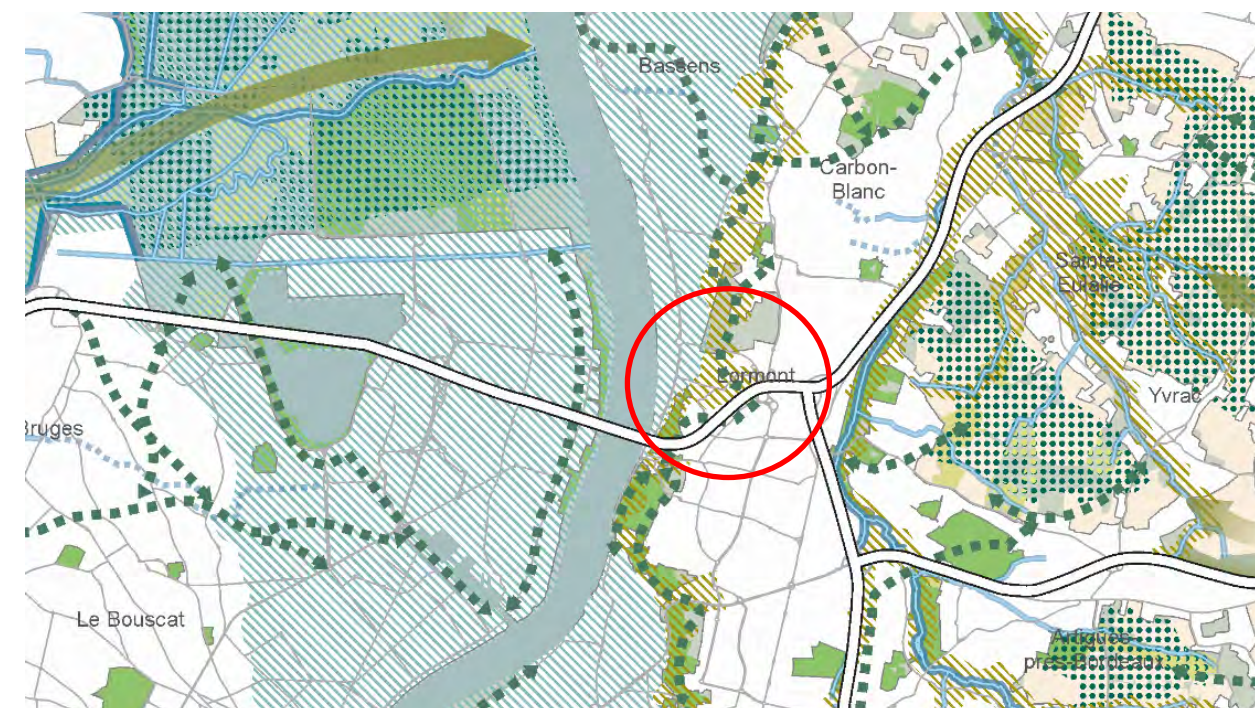 Bassens
Carbon-
Blanc
Sainte-
Eulalie
Lormont
Yvrac
Bruges
Le Bouscat
Artigues-
près-Bordeaux